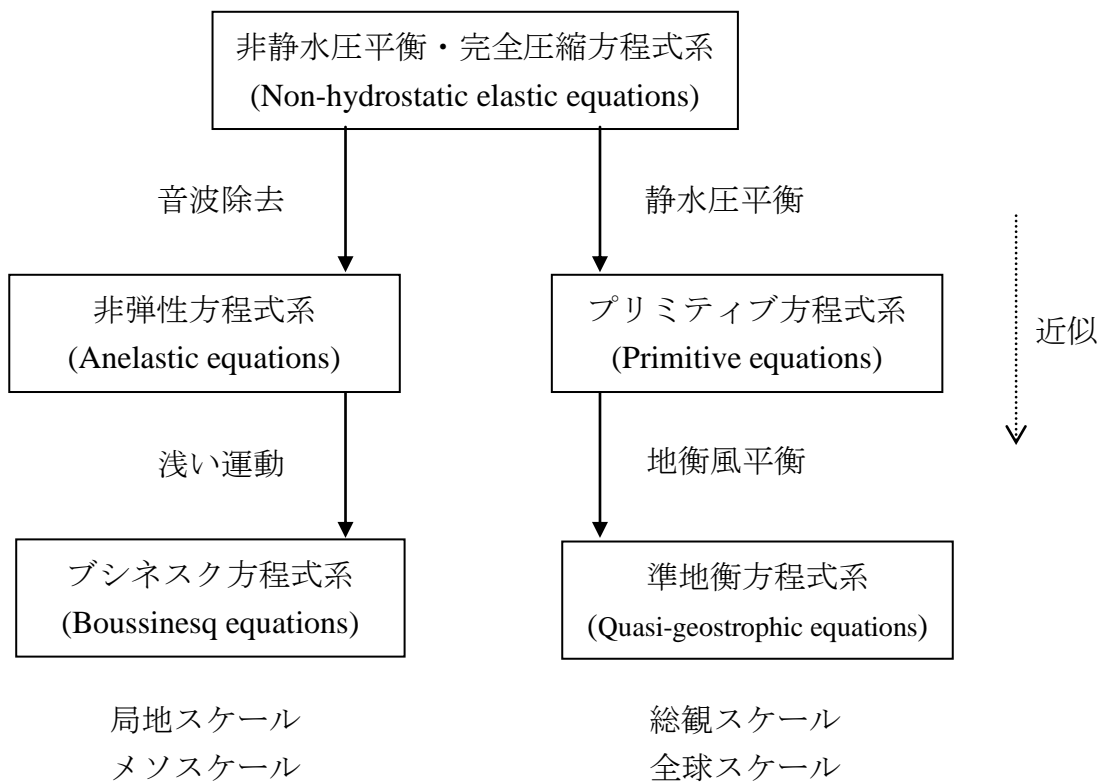 非静水圧平衡・完全圧縮方程式系
(Non-hydrostatic elastic equations)
音波除去
静水圧平衡
非弾性方程式系
(Anelastic equations)
プリミティブ方程式系
(Primitive equations)
近似
浅い運動
地衡風平衡
ブシネスク方程式系
(Boussinesq equations)
準地衡方程式系
(Quasi-geostrophic equations)
局地スケール
メソスケール
総観スケール
全球スケール